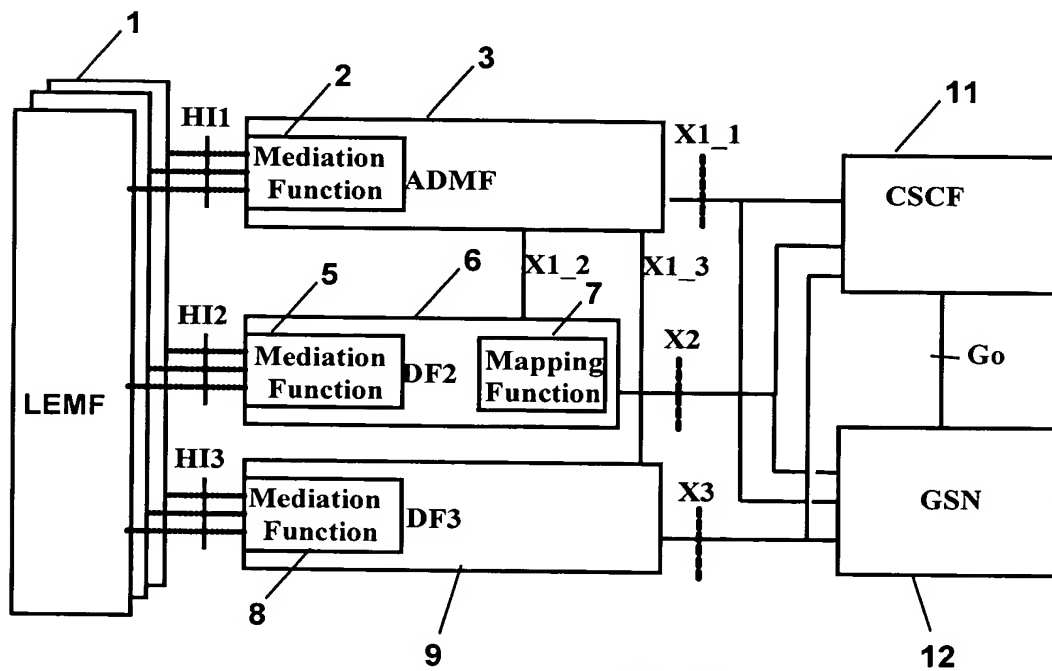 1
2
3
11
HI1
X1_1
Mediation
Function
ADMF
CSCF
X1_2
X1_3
5
6
7
HI2
X2
Mediation
Function
DF2
Mapping
Function
Go
LEMF
HI3
X3
Mediation
Function
DF3
GSN
8
9
12